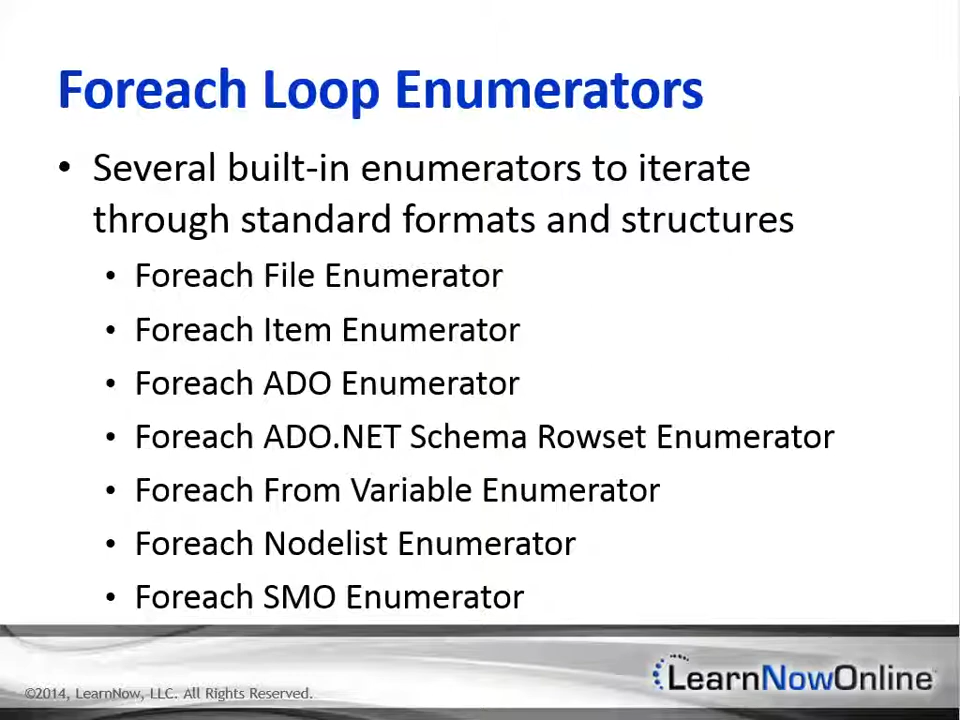 Foreach Loop Enumerators
• Several built-in enumerators to iterate
through standard formats and structures
• Foreach File Enumerator
• Foreach Item Enumerator
• Foreach ADO Enumerator
• Foreach ADO.NET Schema Rowset Enumerator
• Foreach From Variable Enumerator
• Foreach Nodelist Enumerator
• Foreach SMO Enumerator
©2014, LearnNow, LLC. All Rights Reserved.
LearnNowOnline